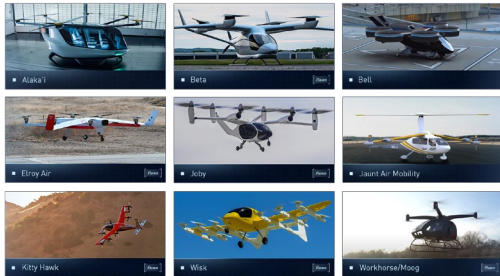 Alaka'i
Beta
Bell
Elroy Air
Joby
Jaunt Air Mobility
Kitty Hawk
Wisk
Workhorse/Moog